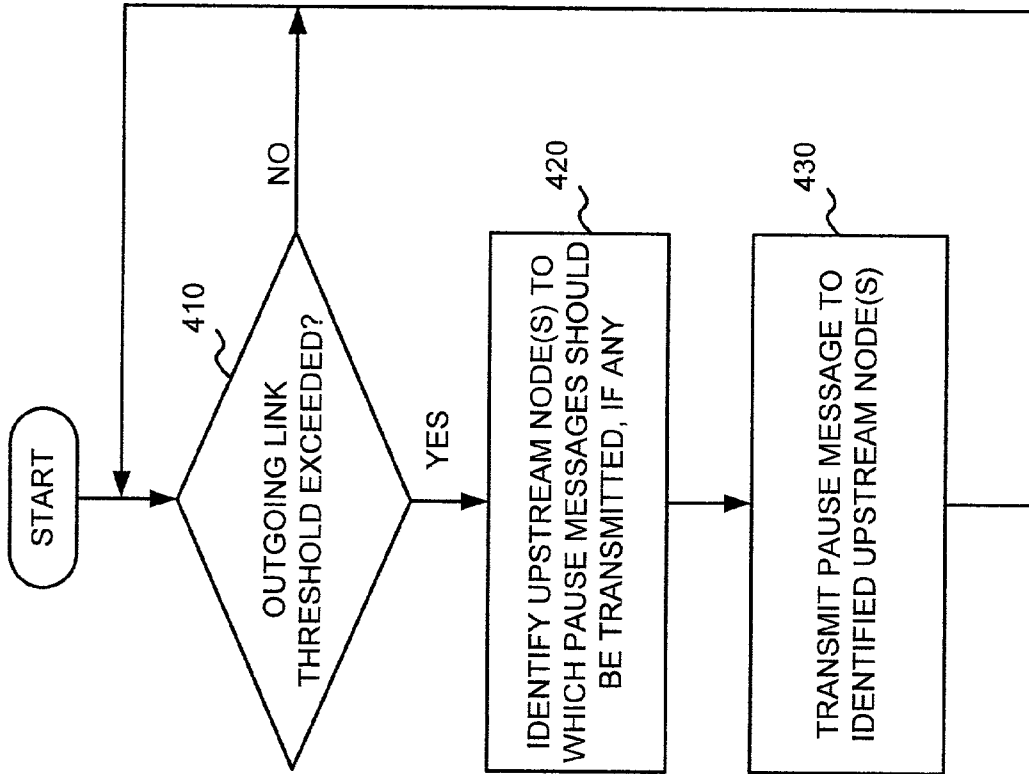 START
410
OUTGOING LINK
THRESHOLD EXCEEDED?
NO
YES
420
IDENTIFY UPSTREAM NODE(S) TO
WHICH PAUSE MESSAGES SHOULD
BE TRANSMITTED, IF ANY
430
TRANSMIT PAUSE MESSAGE TO
IDENTIFIED UPSTREAM NODE(S)